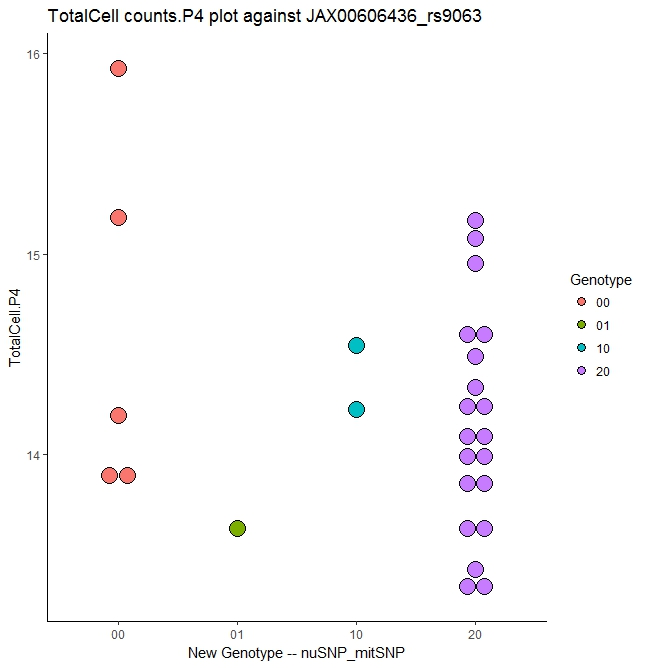 TotalCell counts.P4 plot against JAX00606436_rs9063
16
15
14
TotalCell.P4
00
01
10
20
New Genotype -- nuSNP_mitSNP
Genotype
00
01
10
20